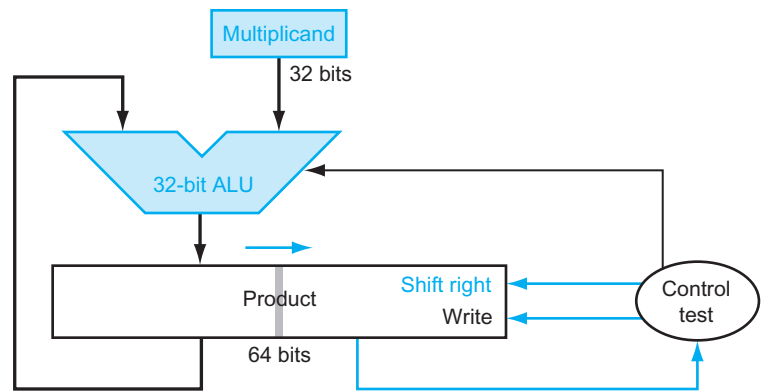 Multiplicand
32 bits
32-bit ALU
Product
Shift right
Write
64 bits
Control
test